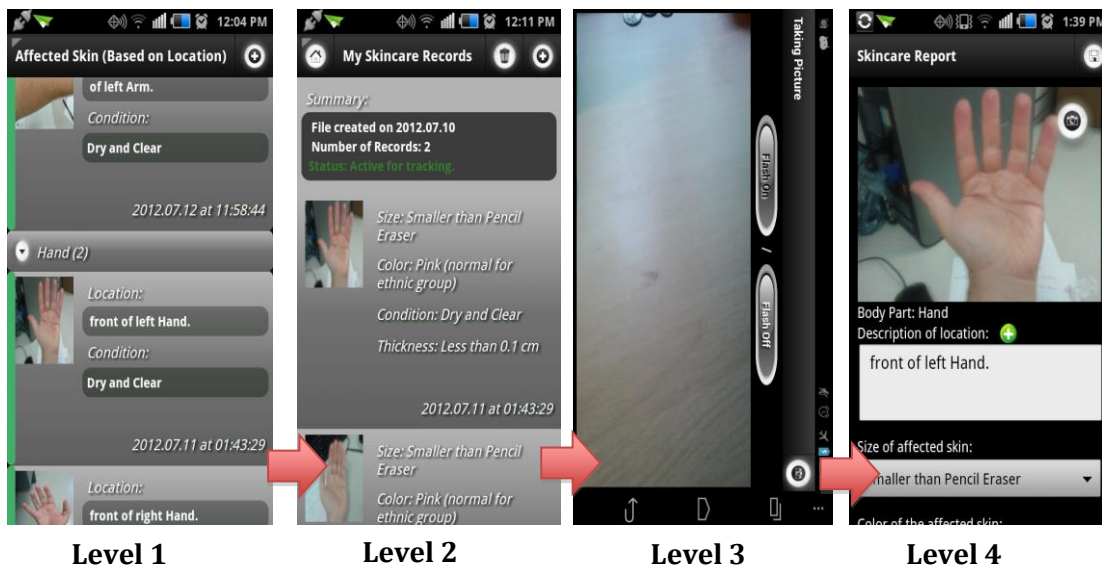 12:04 PM
Affected Skin (Based on Location)
of left Arm.
Condition:
Dry and Clear
2012.07.12 at 11:58:44
Hand (2)
Location:
front of left Hand.
Condition:
Dry and Clear
2012.07.11 at 01:43:29
Location:
front of right Hand.
Level 1
12:11 PM
My Skincare Records
Summary:
File created on 2012.07.10
Number of Records: 2
Status: Active for tracking.
Size: Smaller than Pencil
Eraser
Color: Pink (normal for
ethnic group)
Condition: Dry and Clear
Thickness: Less than 0.1 cm
2012.07.11 at 01:43:29
Size: Smaller than Pencil
Eraser
Color: Pink (normal for
ethnic group)
Level 2
Taking Picture
Flash On
/
Flash Off
Level 3
1:39 PM
Skincare Report
Body Part: Hand
Description of location:
front of left Hand.
Size of affected skin:
maller than Pencil Eraser
Color of the affected skin:
Level 4